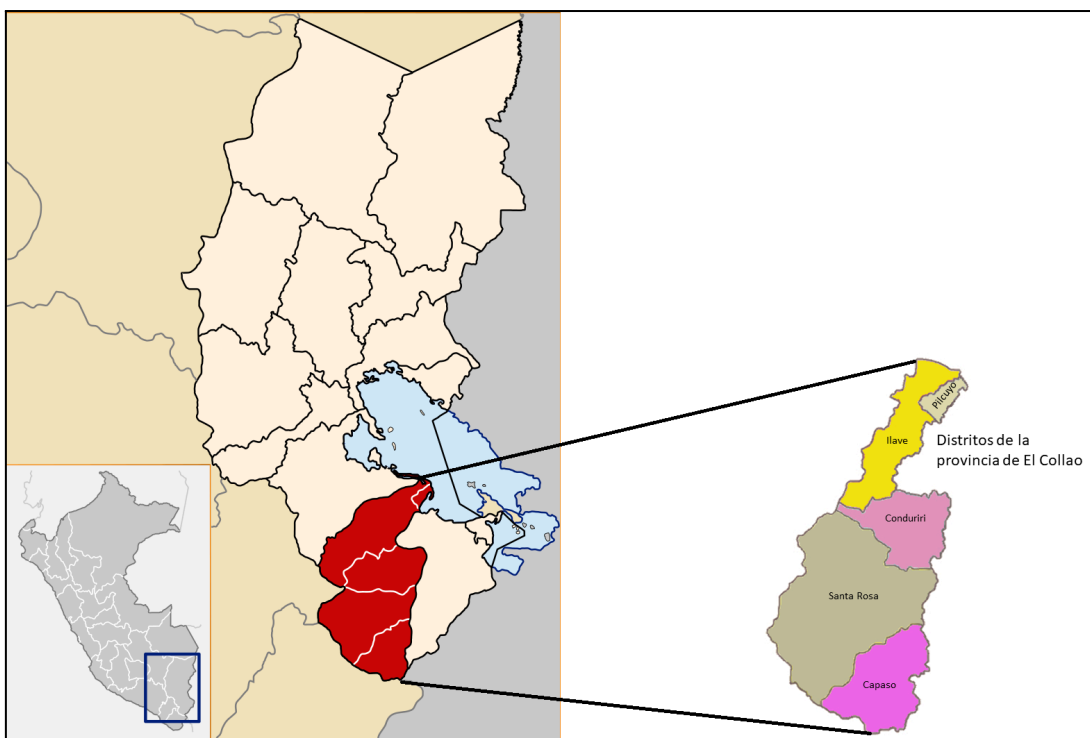 Pilcuyo
Ilave
Distritos de la
provincia de El Collao
Conduriri
Santa Rosa
Capaso